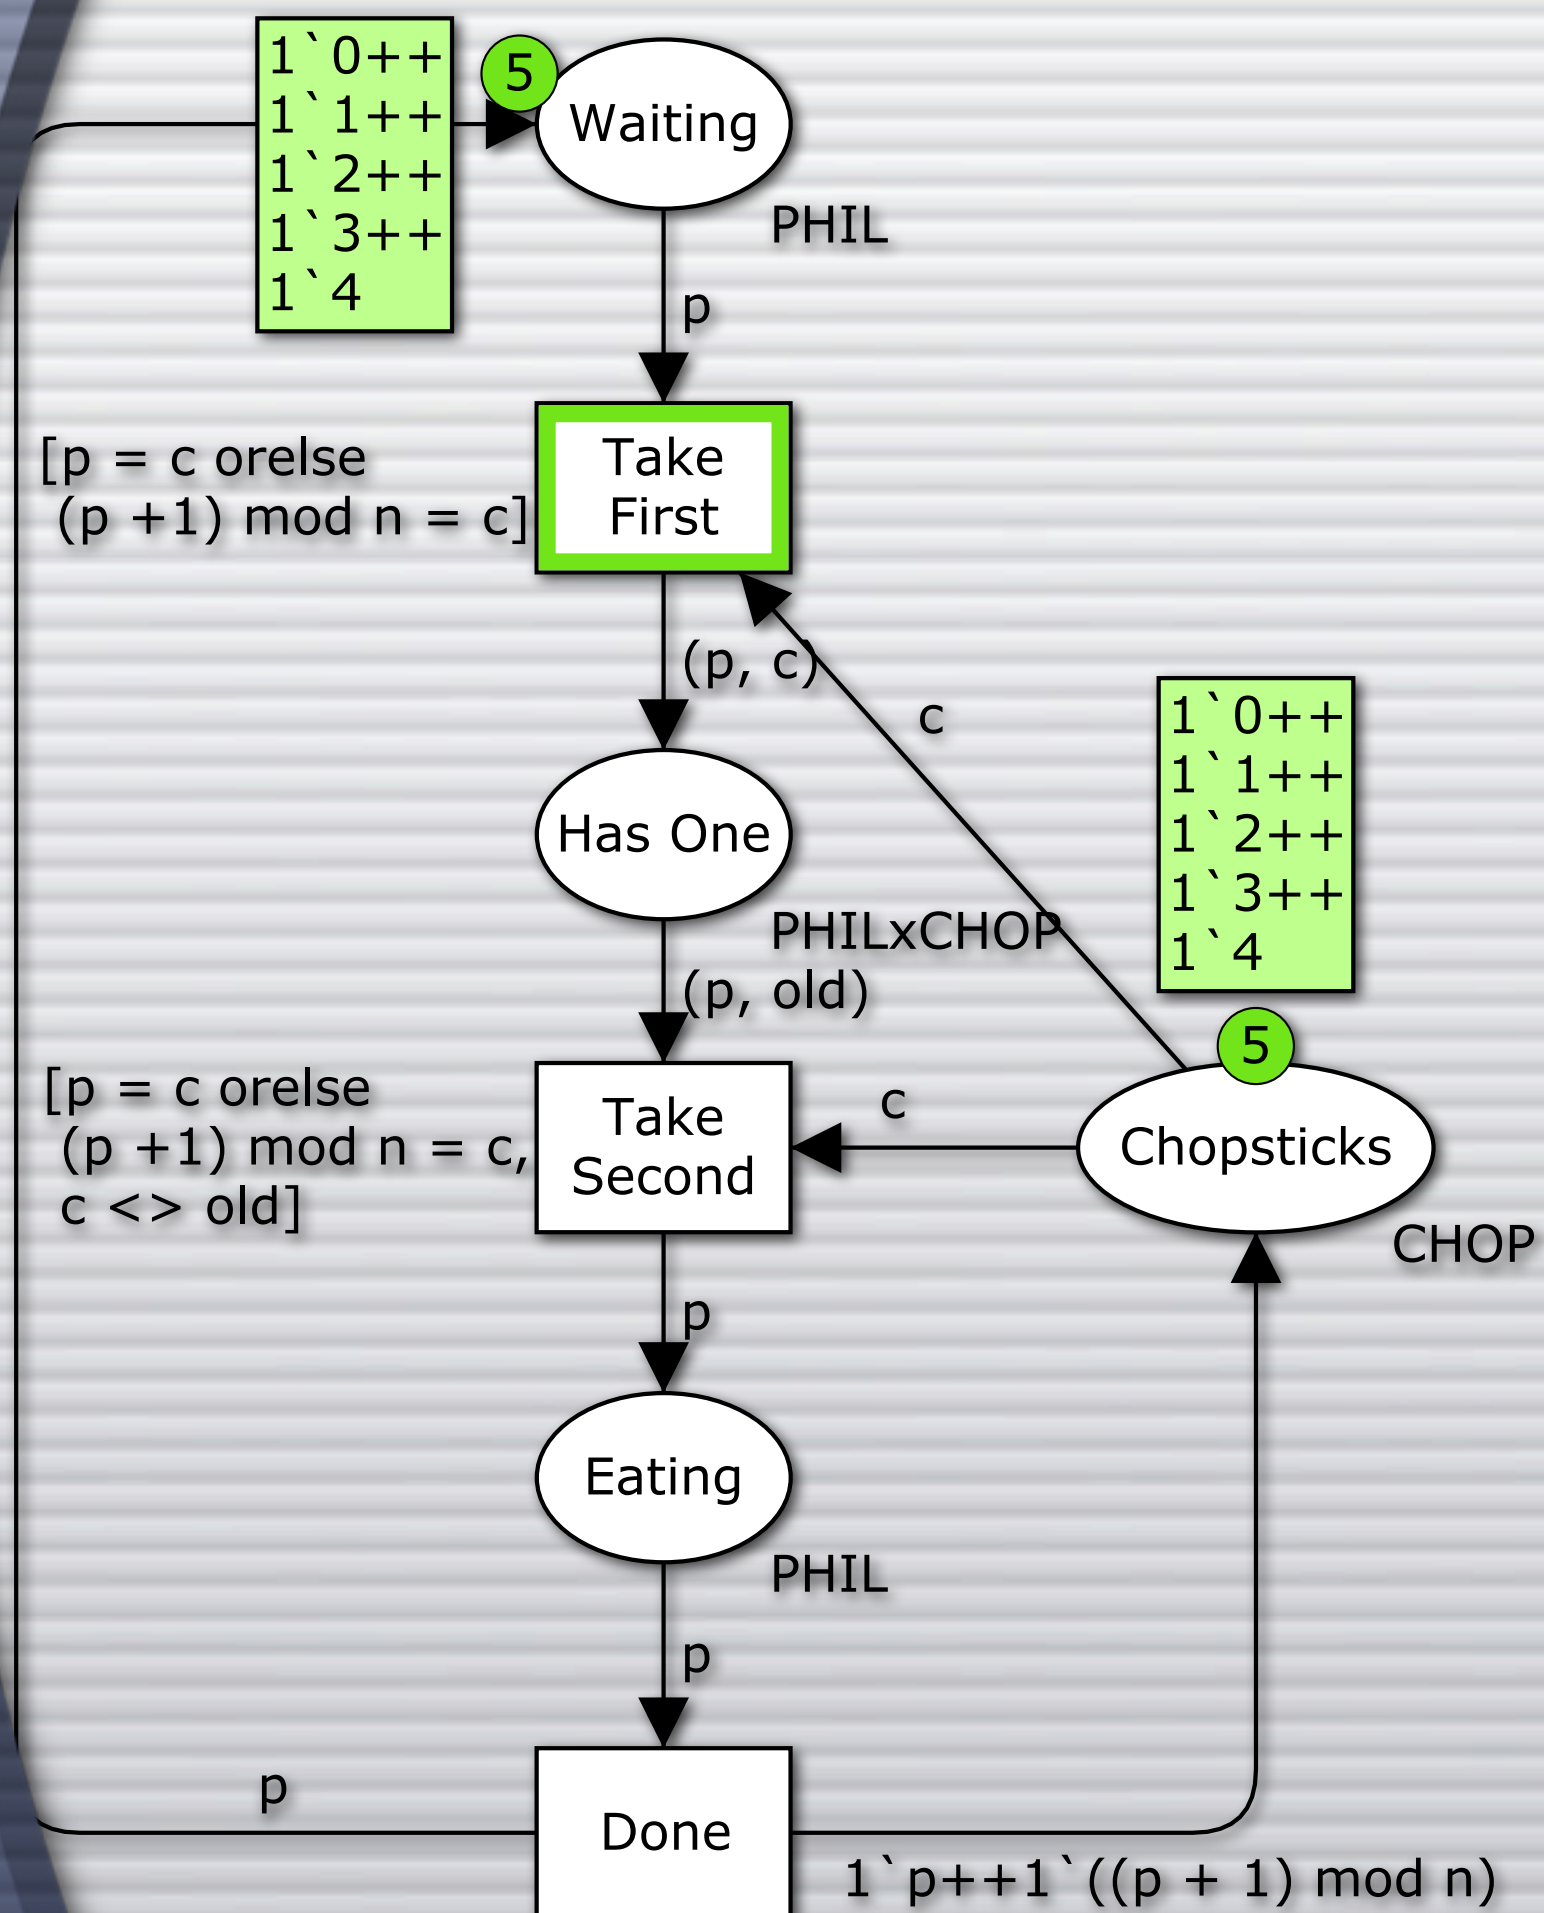 1`0++
1`1++
1`2++
1`3++
1`4
5
Waiting
PHIL
p
[p = c orelse
(p +1) mod n = c]
Take
First
(p, c)
c
Has One
PHILxCHOP
(p, old)
1`0++
1`1++
1`2++
1`3++
1`4
5
[p = c orelse
(p +1) mod n = c,
c <> old]
Take
Second
c
Chopsticks
CHOP
p
Eating
PHIL
p
p
Done
1`p++1`((p + 1) mod n)